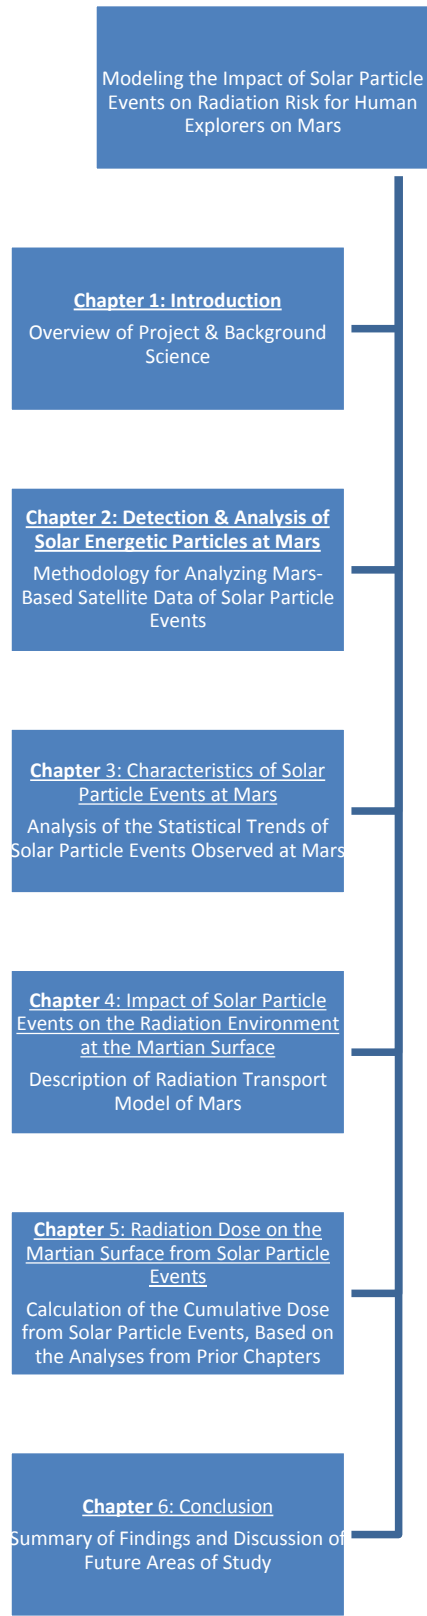 Modeling the Impact of Solar Particle
Events on Radiation Risk for Human
Explorers on Mars
Chapter 1: Introduction
Overview of Project & Background
Science
Chapter 2: Detection & Analysis of
Solar Energetic Particles at Mars
Methodology for Analyzing Mars-
Based Satellite Data of Solar Particle
Events
Chapter 3: Characteristics of Solar
Particle Events at Mars
Analysis of the Statistical Trends of
Solar Particle Events Observed at Mars
Chapter 4: Impact of Solar Particle
Events on the Radiation Environment
at the Martian Surface
Description of Radiation Transport
Model of Mars
Chapter 5: Radiation Dose on the
Martian Surface from Solar Particle
Events
Calculation of the Cumulative Dose
from Solar Particle Events, Based on
the Analyses from Prior Chapters
Chapter 6: Conclusion
Summary of Findings and Discussion of
Future Areas of Study